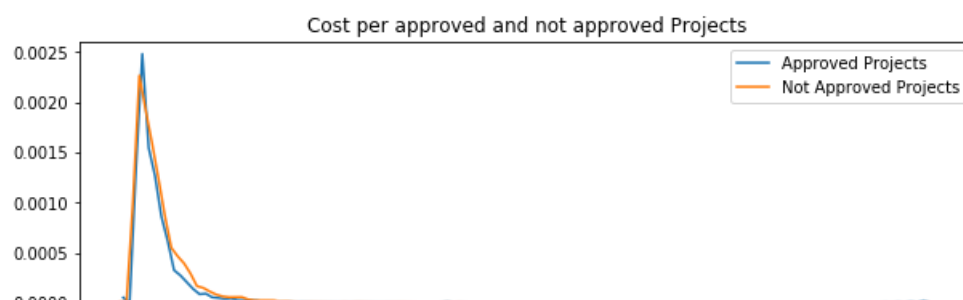 Cost per approved and not approved Projects
0.0025
Approved Projects
Not Approved Projects
0.0020
0.0015
0.0010
0.0005